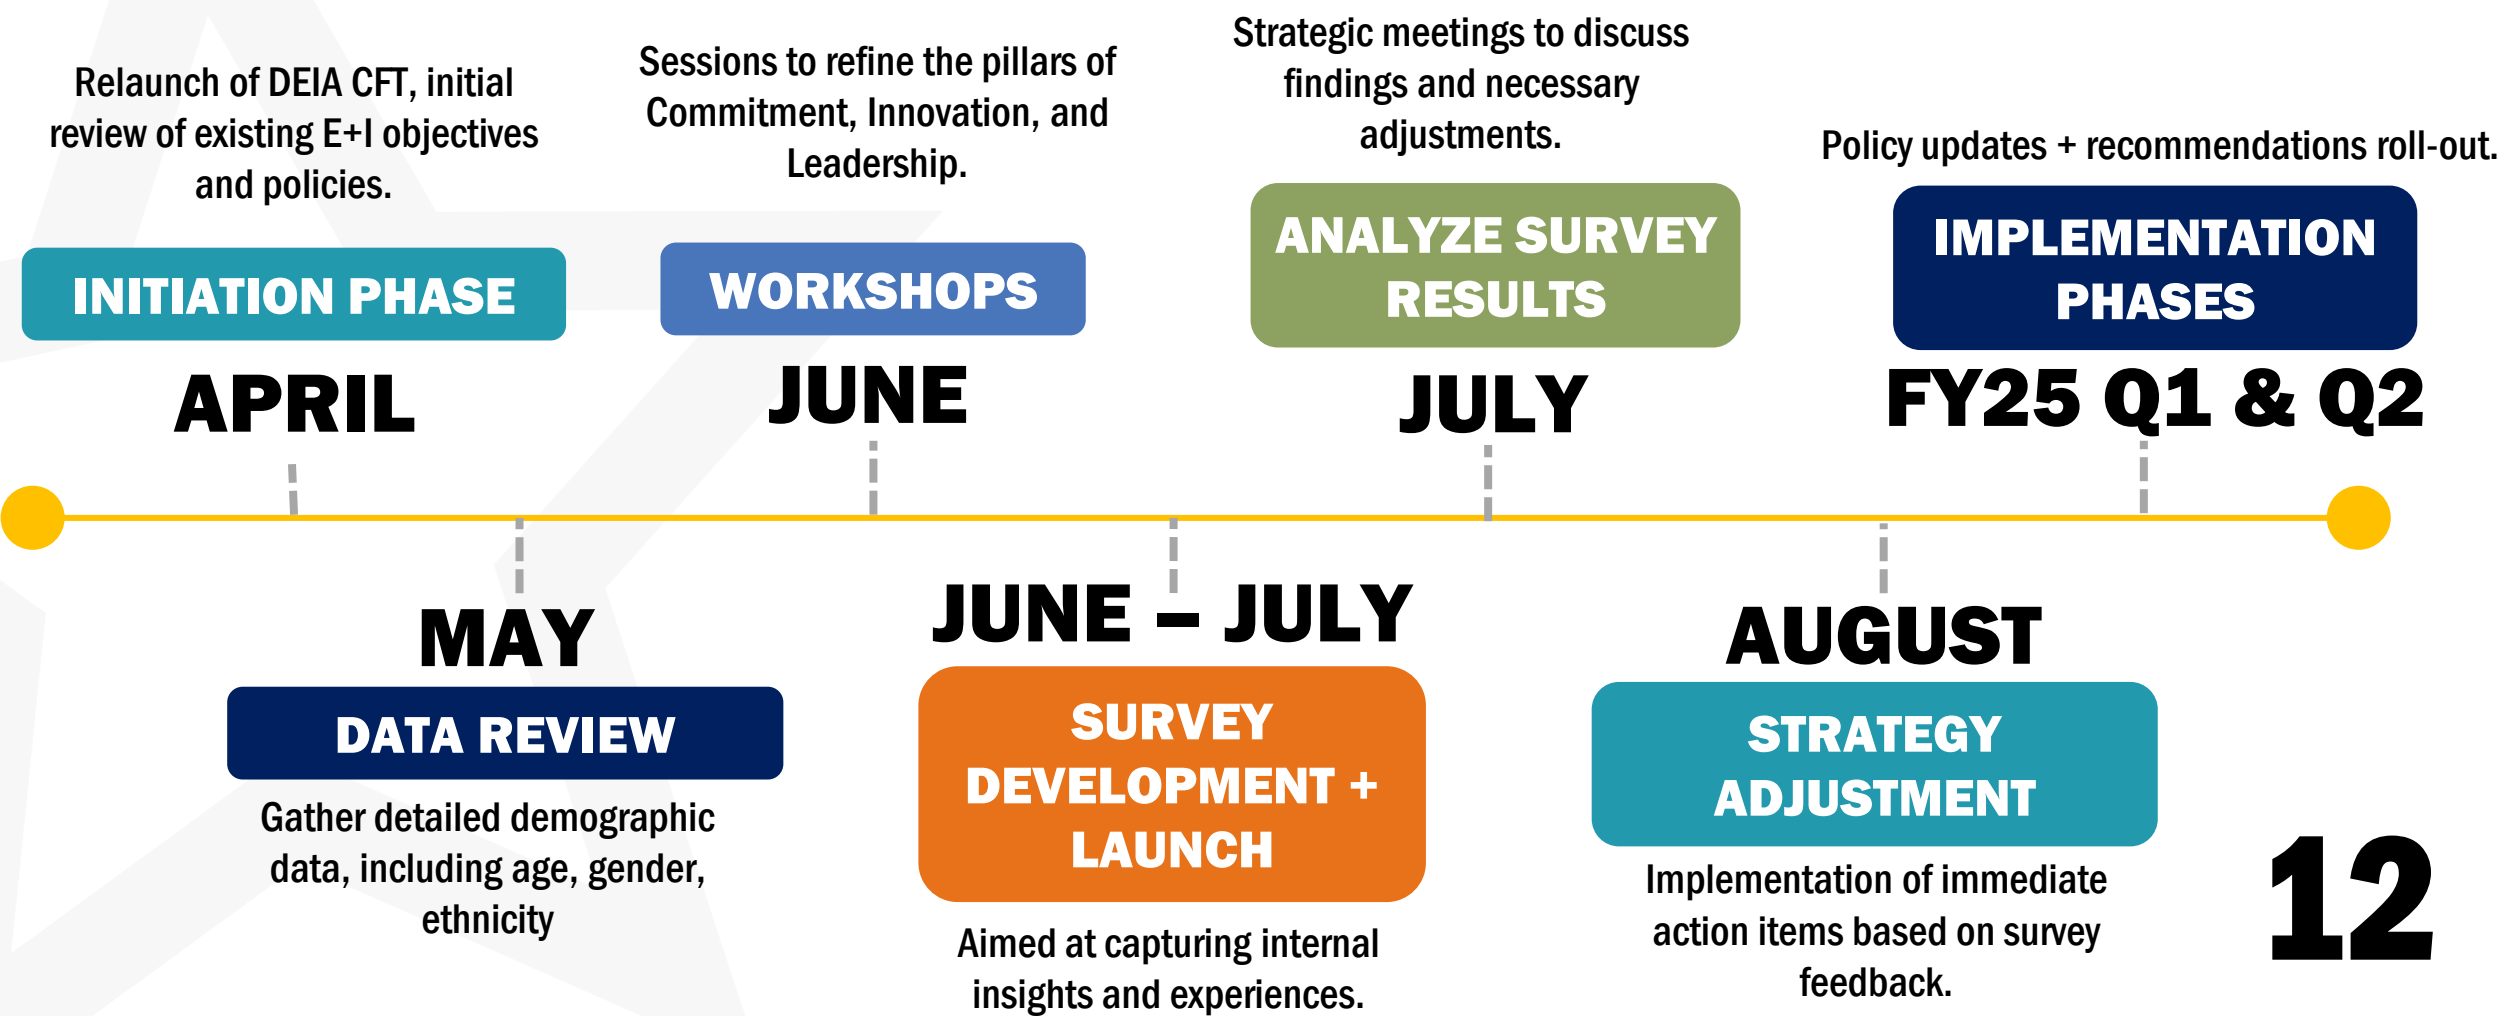 Relaunch of DEIA CFT, initial
review of existing E+I objectives
and policies.
INITIATION PHASE
APRIL
MAY
DATA REVIEW
Gather detailed demographic
data, including age, gender,
ethnicity
Sessions to refine the pillars of
Commitment, Innovation, and
Leadership.
WORKSHOPS
JUNE
JUNE – JULY
SURVEY
DEVELOPMENT +
LAUNCH
Aimed at capturing internal
insights and experiences.
Strategic meetings to discuss
findings and necessary
adjustments.
ANALYZE SURVEY
RESULTS
JULY
AUGUST
STRATEGY
ADJUSTMENT
Implementation of immediate
action items based on survey
feedback.
Policy updates + recommendations roll-out.
IMPLEMENTATION
PHASES
FY25 Q1 & Q2
12